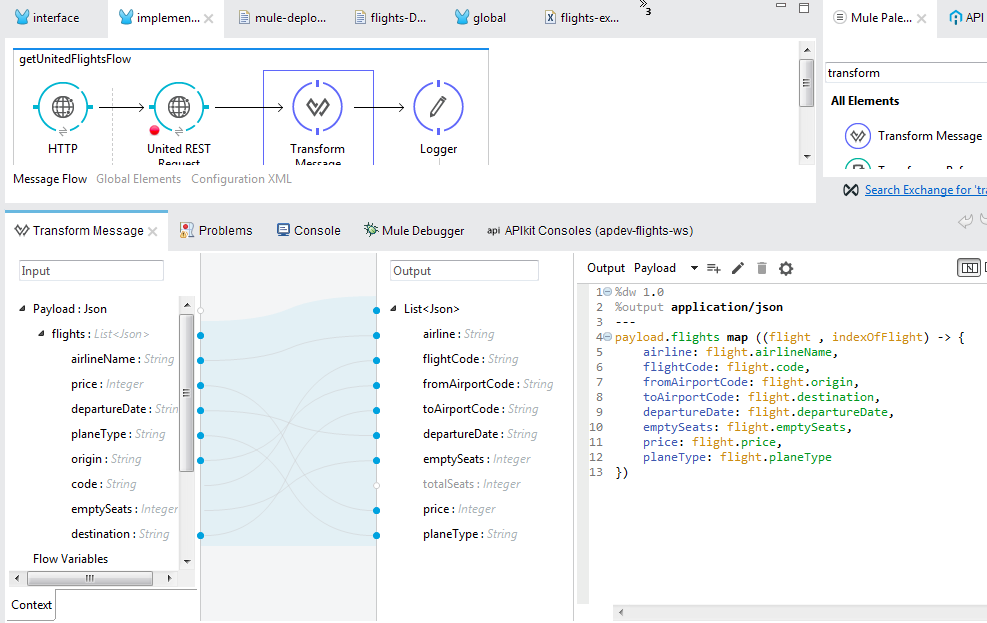 interface
implemen...
mule-deplo...
flights-D...
global
flights-ex...
3
Mule Pale...
API
getUnitedFlightsFlow
HTTP
United REST
Request
Transform
Message
Logger
transform
All Elements
Transform Message
Message Flow Global Elements Configuration XML
Search Exchange for 'tra
Transform Message
Problems
Console
Mule Debugger
api APIkit Consoles (apdev-flights-ws)
Input
Payload : Json
flights : List<Json>
airlineName : String
price : Integer
departureDate : Strin
planeType : String
origin : String
code : String
emptySeats : Integer
destination : String
Flow Variables
Context
Output
List<Json>
airline : String
flightCode : String
fromAirportCode : String
toAirportCode : String
departureDate : String
emptySeats : Integer
totalSeats : Integer
price : Integer
planeType : String
Output Payload
1 %dw 1.0
2 %output application/json
3 ---
4 payload.flights map ((flight , indexOfFlight) -> {
5 airline: flight.airlineName,
6 flightCode: flight.code,
7 fromAirportCode: flight.origin,
8 toAirportCode: flight.destination,
9 departureDate: flight.departureDate,
10 emptySeats: flight.emptySeats,
11 price: flight.price,
12 planeType: flight.planeType
13 })